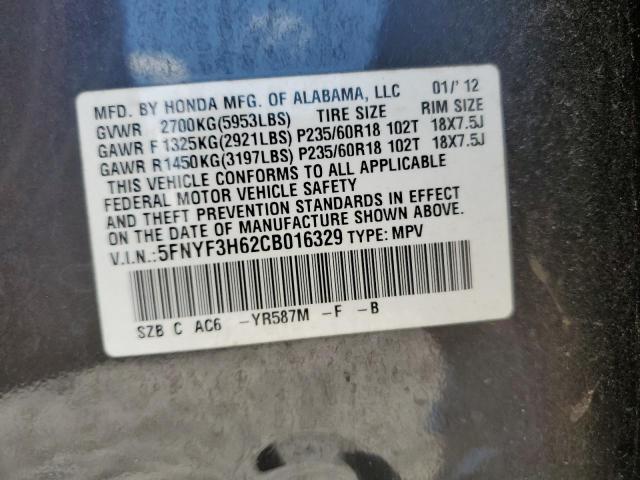 MFD. BY HONDA MFG. OF ALABAMA, LLC 01/' 12
GVWR 2700KG(5953LBS) TIRE SIZE RIM SIZE
GAWR F 1325KG(2921LBS) P235/60R18 102T 18X7.5J
GAWR R1450KG(3197LBS) P235/60R18 102T 18X7.5J
THIS VEHICLE CONFORMS TO ALL APPLICABLE
FEDERAL MOTOR VEHICLE SAFETY
AND THEFT PREVENTION STANDARDS IN EFFECT
ON THE DATE OF MANUFACTURE SHOWN ABOVE.
V.I.N.:5FNYF3H62CB016329 TYPE: MPV
SZB C AC6 -YR587M -F -B